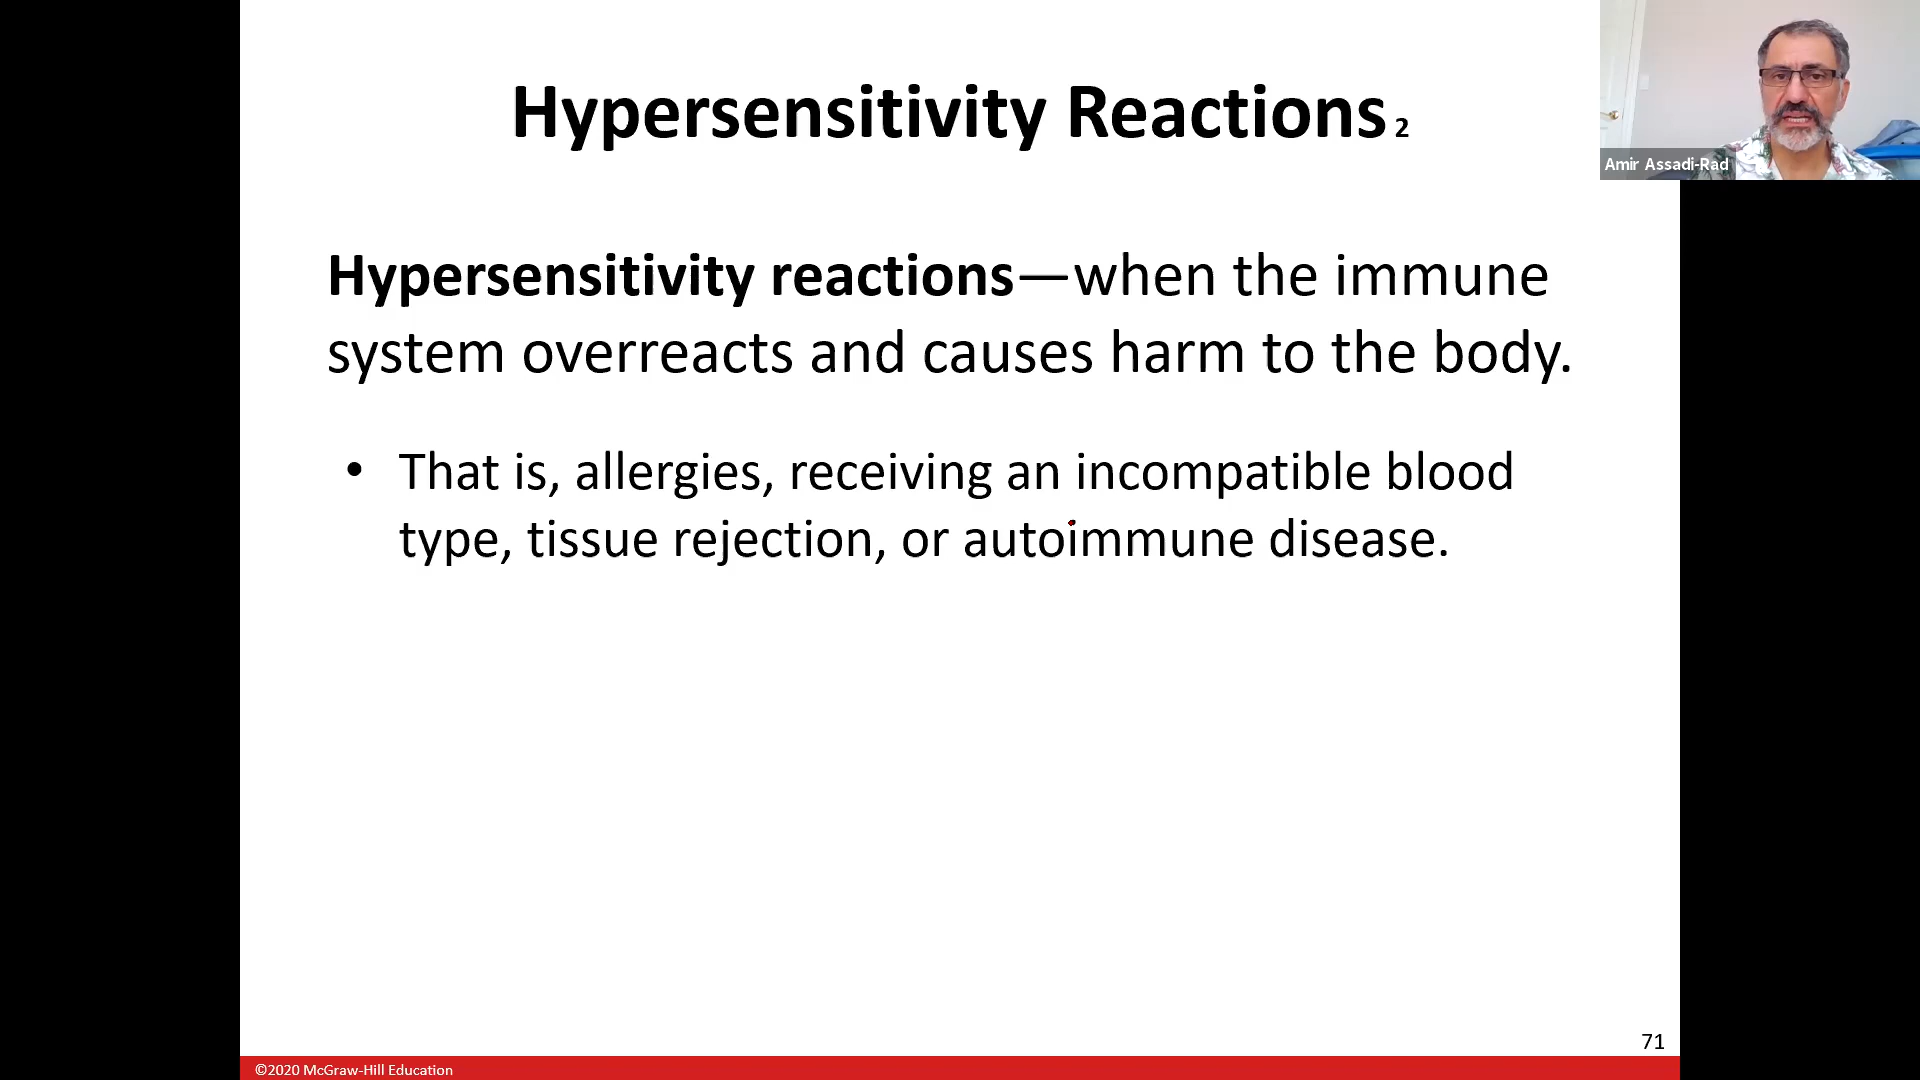 Hypersensitivity Reactions 2
Amir Assadi-Rad
Hypersensitivity reactions—when the immune
system overreacts and causes harm to the body.
• That is, allergies, receiving an incompatible blood
type, tissue rejection, or autoimmune disease.
71
©2020 McGraw-Hill Education